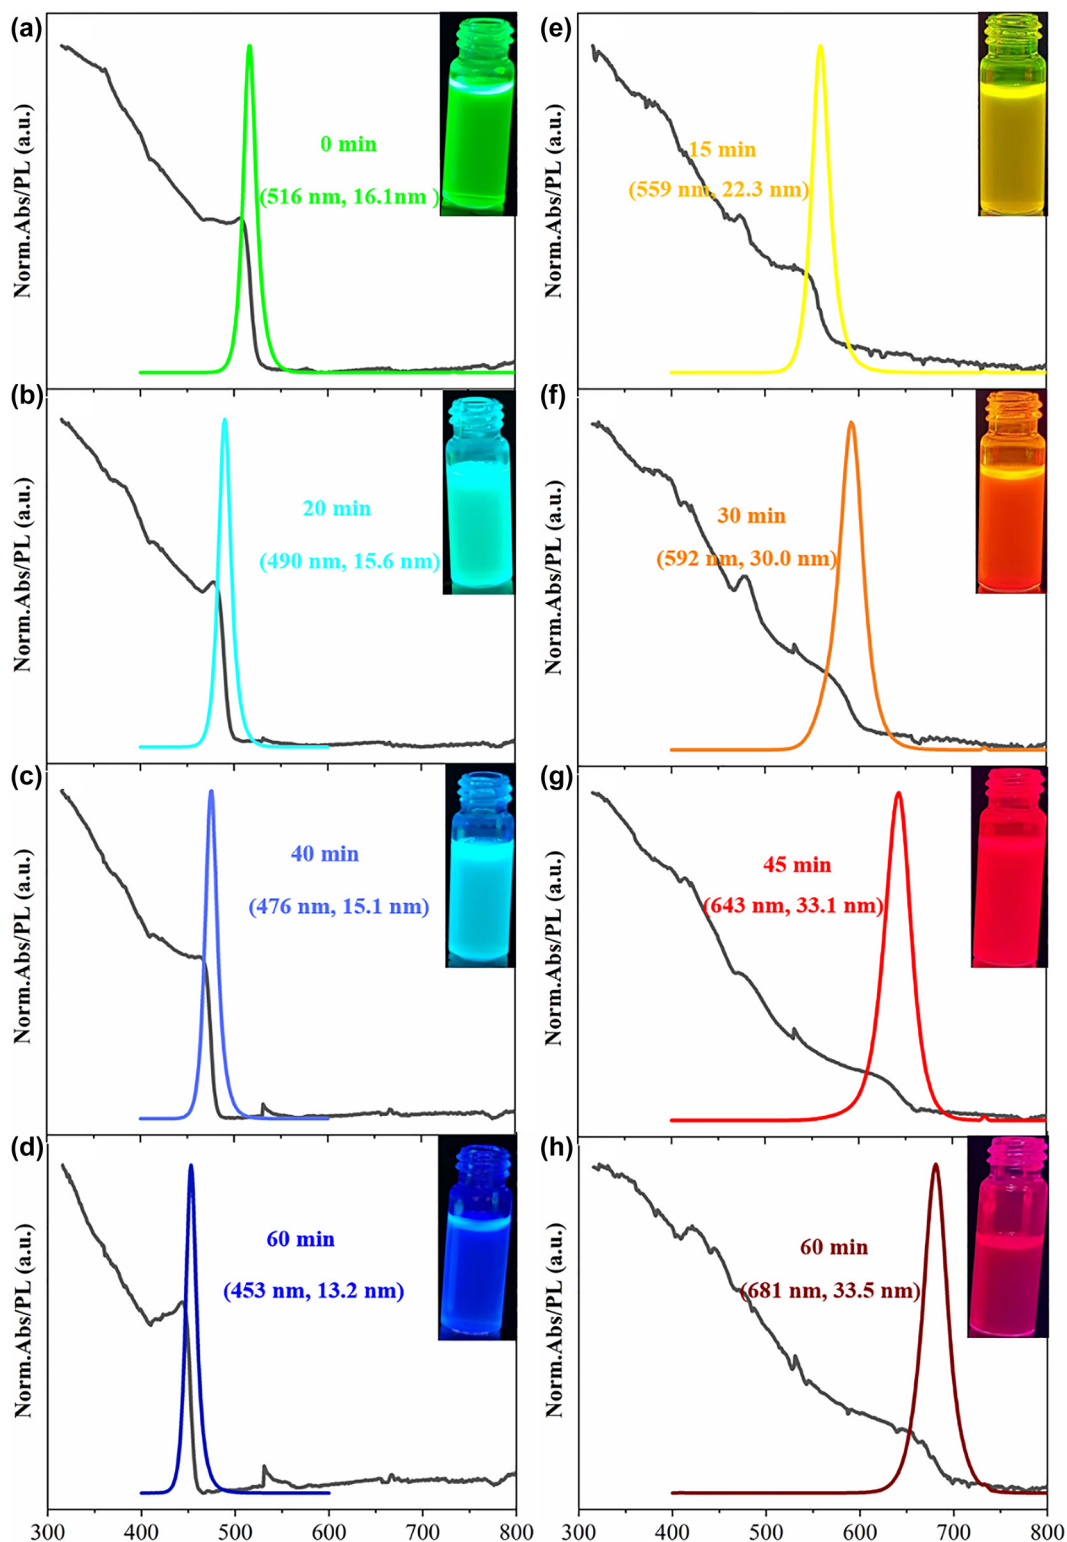 (a)
Norm.Abs/PL (a.u.)
0 min
(516 nm, 16.1nm )
(b)
Norm.Abs/PL (a.u.)
20 min
(490 nm, 15.6 nm)
(c)
Norm.Abs/PL (a.u.)
40 min
(476 nm, 15.1 nm)
(d)
Norm.Abs/PL (a.u.)
60 min
(453 nm, 13.2 nm)
300 400 500 600 700 800
(e)
Norm.Abs/PL (a.u.)
15 min
(559 nm, 22.3 nm)
(f)
Norm.Abs/PL (a.u.)
30 min
(592 nm, 30.0 nm)
(g)
Norm.Abs/PL (a.u.)
45 min
(643 nm, 33.1 nm)
(h)
Norm.Abs/PL (a.u.)
60 min
(681 nm, 33.5 nm)
300 400 500 600 700 800